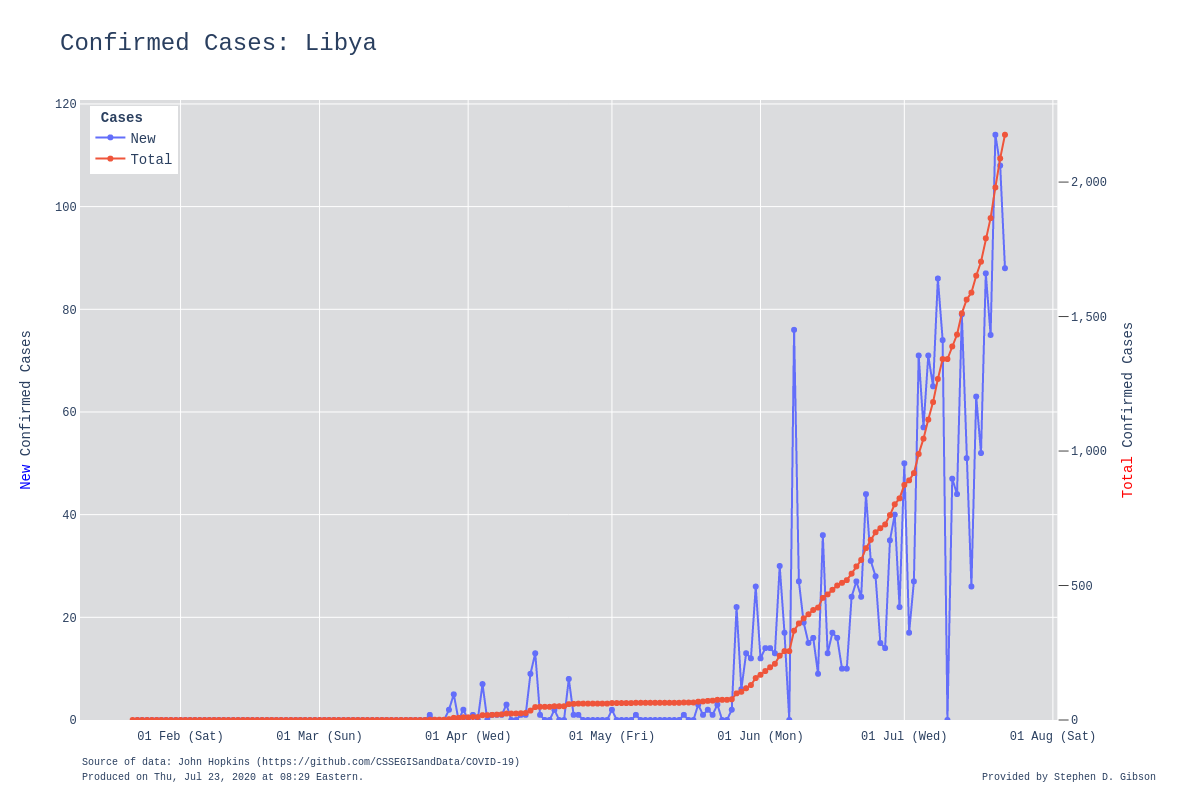 Confirmed Cases: Libya
Cases
New
Total
120
100
80
60
40
20
0
New Confirmed Cases
2,000
1,500
1,000
500
0
Total Confirmed Cases
01 Feb (Sat)
01 Mar (Sun)
01 Apr (Wed)
01 May (Fri)
01 Jun (Mon)
01 Jul (Wed)
01 Aug (Sat)
Source of data: John Hopkins (https://github.com/CSSEGISandData/COVID-19)
Produced on Thu, Jul 23, 2020 at 08:29 Eastern.
Provided by Stephen D. Gibson